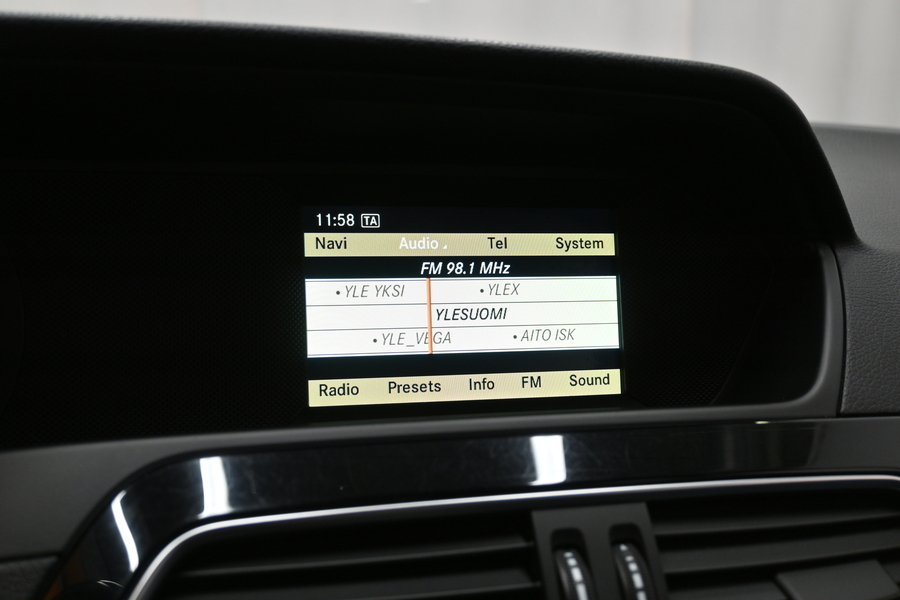 11:58 TA
Navi Audio Tel System
FM 98.1 MHz
• YLE YKSI • YLEX
YLESUOMI
• YLE_VEGA • AITO ISK
Radio Presets Info FM Sound